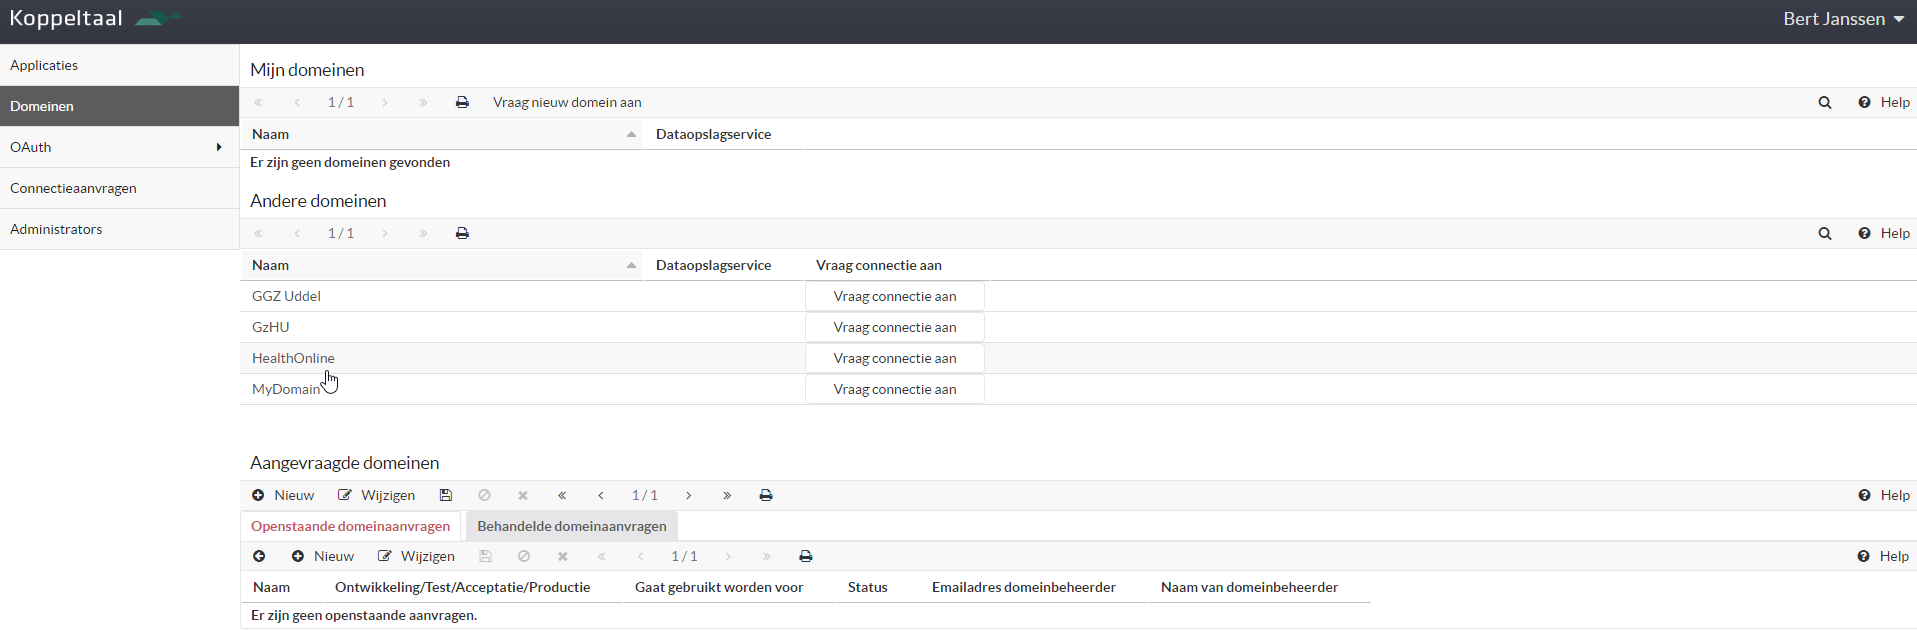 Koppeltaal Bert Janssen
Applicaties
Domeinen
OAuth
Connectieaanvragen
Administrators
Mijn domeinen
1 / 1 Vraag nieuw domein aan Help
Naam Dataopslagservice
Er zijn geen domeinen gevonden
Andere domeinen
1 / 1 Help
Naam Dataopslagservice Vraag connectie aan
GGZ Uddel Vraag connectie aan
GzHU Vraag connectie aan
HealthOnline Vraag connectie aan
MyDomain Vraag connectie aan
Aangevraagde domeinen
Nieuw Wijzigen 1 / 1 Help
Openstaande domeinaanvragen Behandelde domeinaanvragen
Nieuw Wijzigen 1 / 1 Help
Naam Ontwikkeling/Test/Acceptatie/Productie Gaat gebruikt worden voor Status Emailadres domeinbeheerder Naam van domeinbeheerder
Er zijn geen openstaande aanvragen.